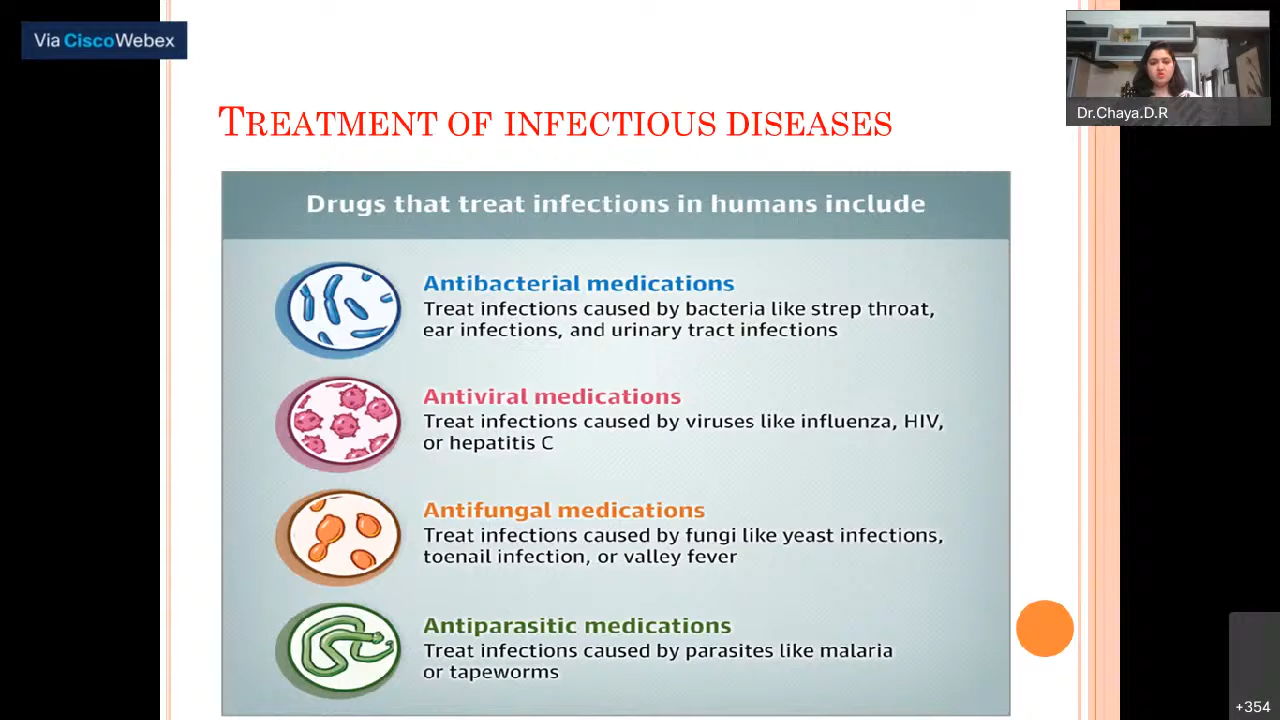 Via Cisco Webex
Dr.Chaya.D.R
TREATMENT OF INFECTIOUS DISEASES
Drugs that treat infections in humans include
Antibacterial medications
Treat infections caused by bacteria like strep throat,
ear infections, and urinary tract infections
Antiviral medications
Treat infections caused by viruses like influenza, HIV,
or hepatitis C
Antifungal medications
Treat infections caused by fungi like yeast infections,
toenail infection, or valley fever
Antiparasitic medications
Treat infections caused by parasites like malaria
or tapeworms
+354